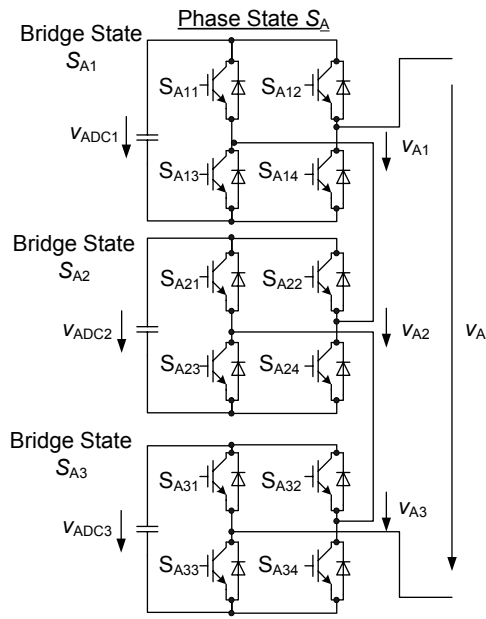 Phase State SA
Bridge State
SA1
SA11
SA12
vADC1
vA1
SA13
SA14
Bridge State
SA2
SA21
SA22
vADC2
vA2
vA
SA23
SA24
Bridge State
SA3
SA31
SA32
vADC3
vA3
SA33
SA34